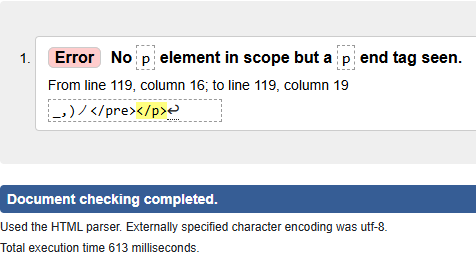 1. Error No p element in scope but a p end tag seen.
From line 119, column 16; to line 119, column 19
_,)/</pre></p>↩
Document checking completed.
Used the HTML parser. Externally specified character encoding was utf-8.
Total execution time 613 milliseconds.